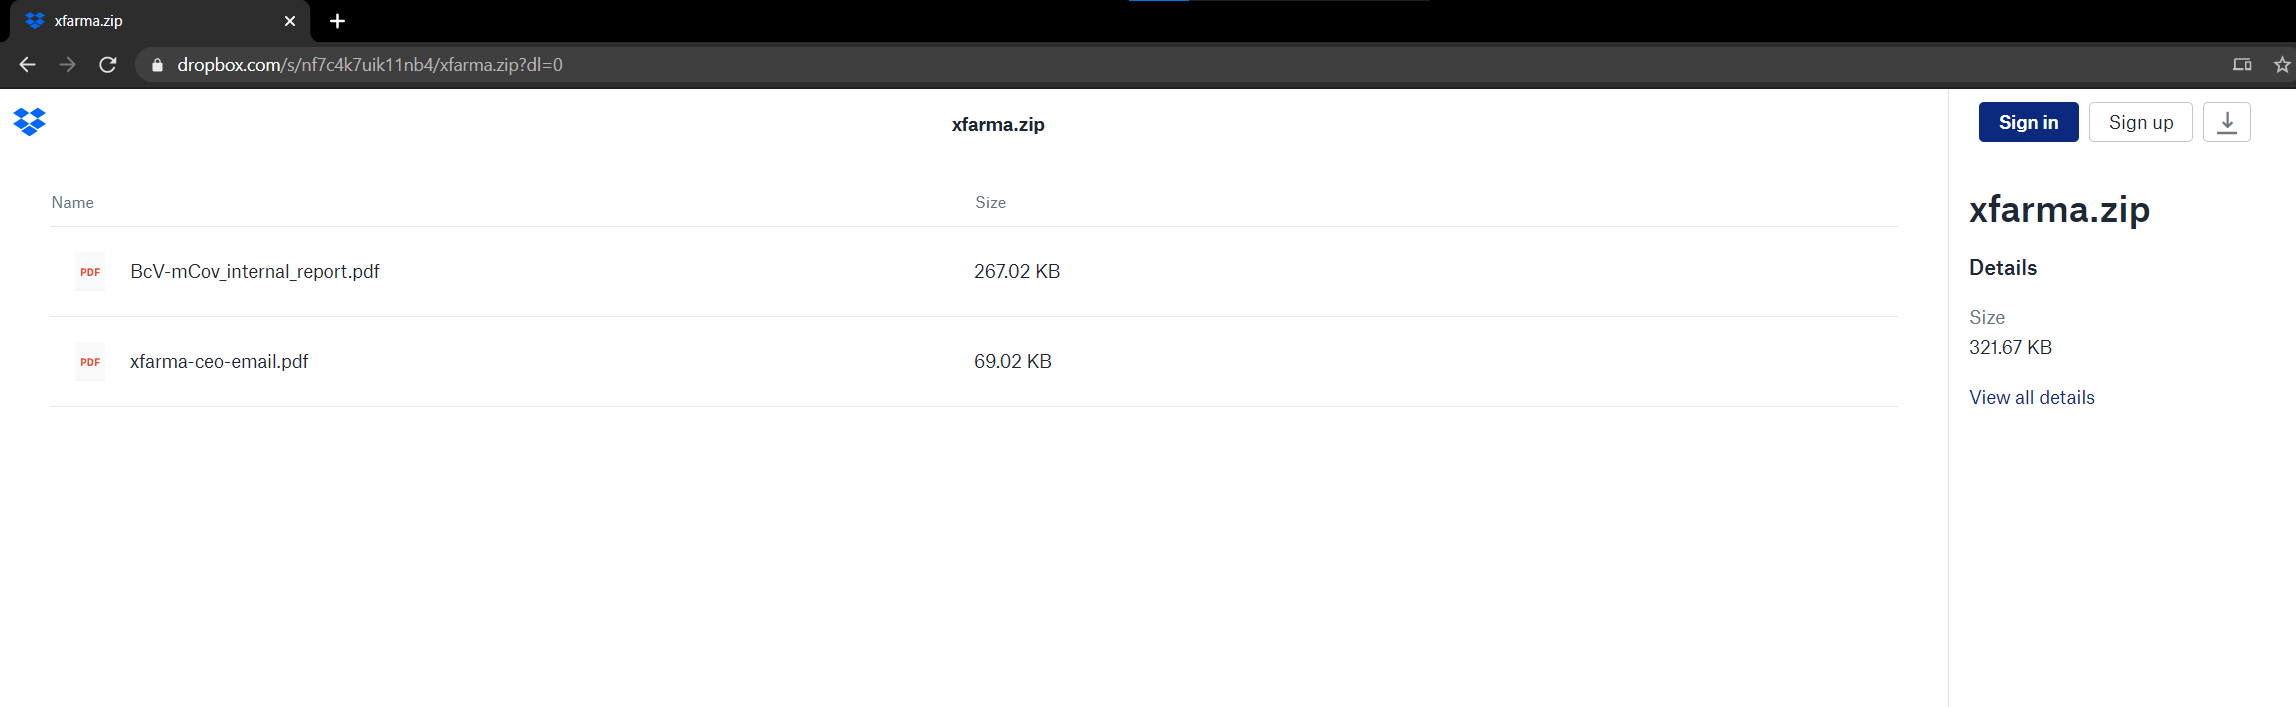 xfarma.zip
dropbox.com/s/nf7c4k7uik11nb4/xfarma.zip?dl=0
xfarma.zip
Sign in
Sign up
Name
Size
PDF
BcV-mCov_internal_report.pdf
267.02 KB
PDF
xfarma-ceo-email.pdf
69.02 KB
xfarma.zip
Details
Size
321.67 KB
View all details